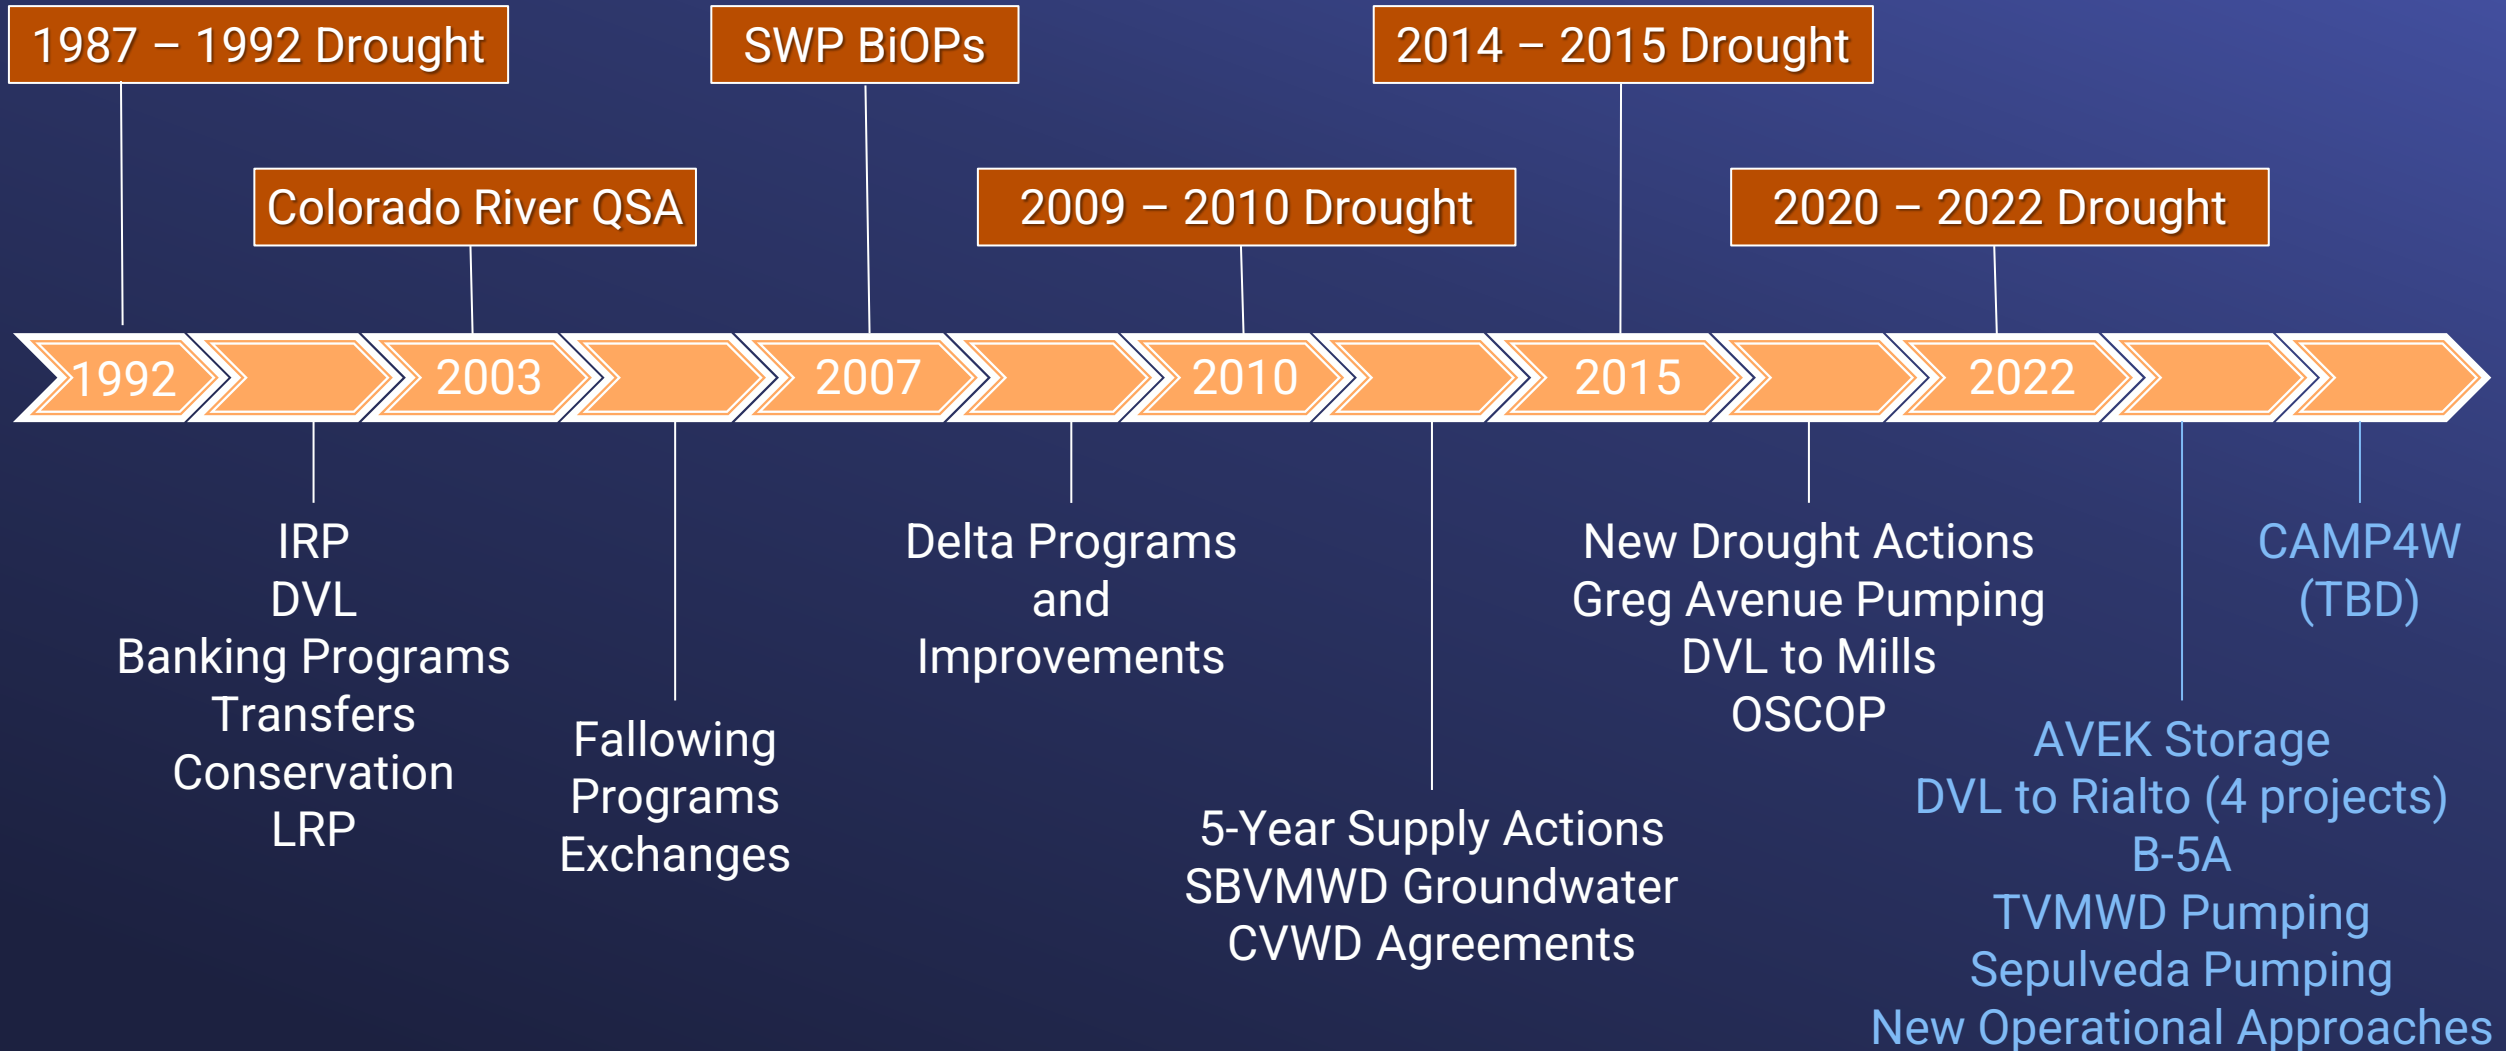 1987 – 1992 Drought
SWP BiOPs
2014 – 2015 Drought
Colorado River QSA
2009 – 2010 Drought
2020 – 2022 Drought
1992
2003
2007
2010
2015
2022
IRP
DVL
Banking Programs
Transfers
Conservation
LRP
Fallowing
Programs
Exchanges
Delta Programs
and
Improvements
5-Year Supply Actions
SBVMWD Groundwater
CVWD Agreements
New Drought Actions
Greg Avenue Pumping
DVL to Mills
OSCOP
AVEK Storage
DVL to Rialto (4 projects)
B-5A
TVMWD Pumping
Sepulveda Pumping
New Operational Approaches
CAMP4W
(TBD)